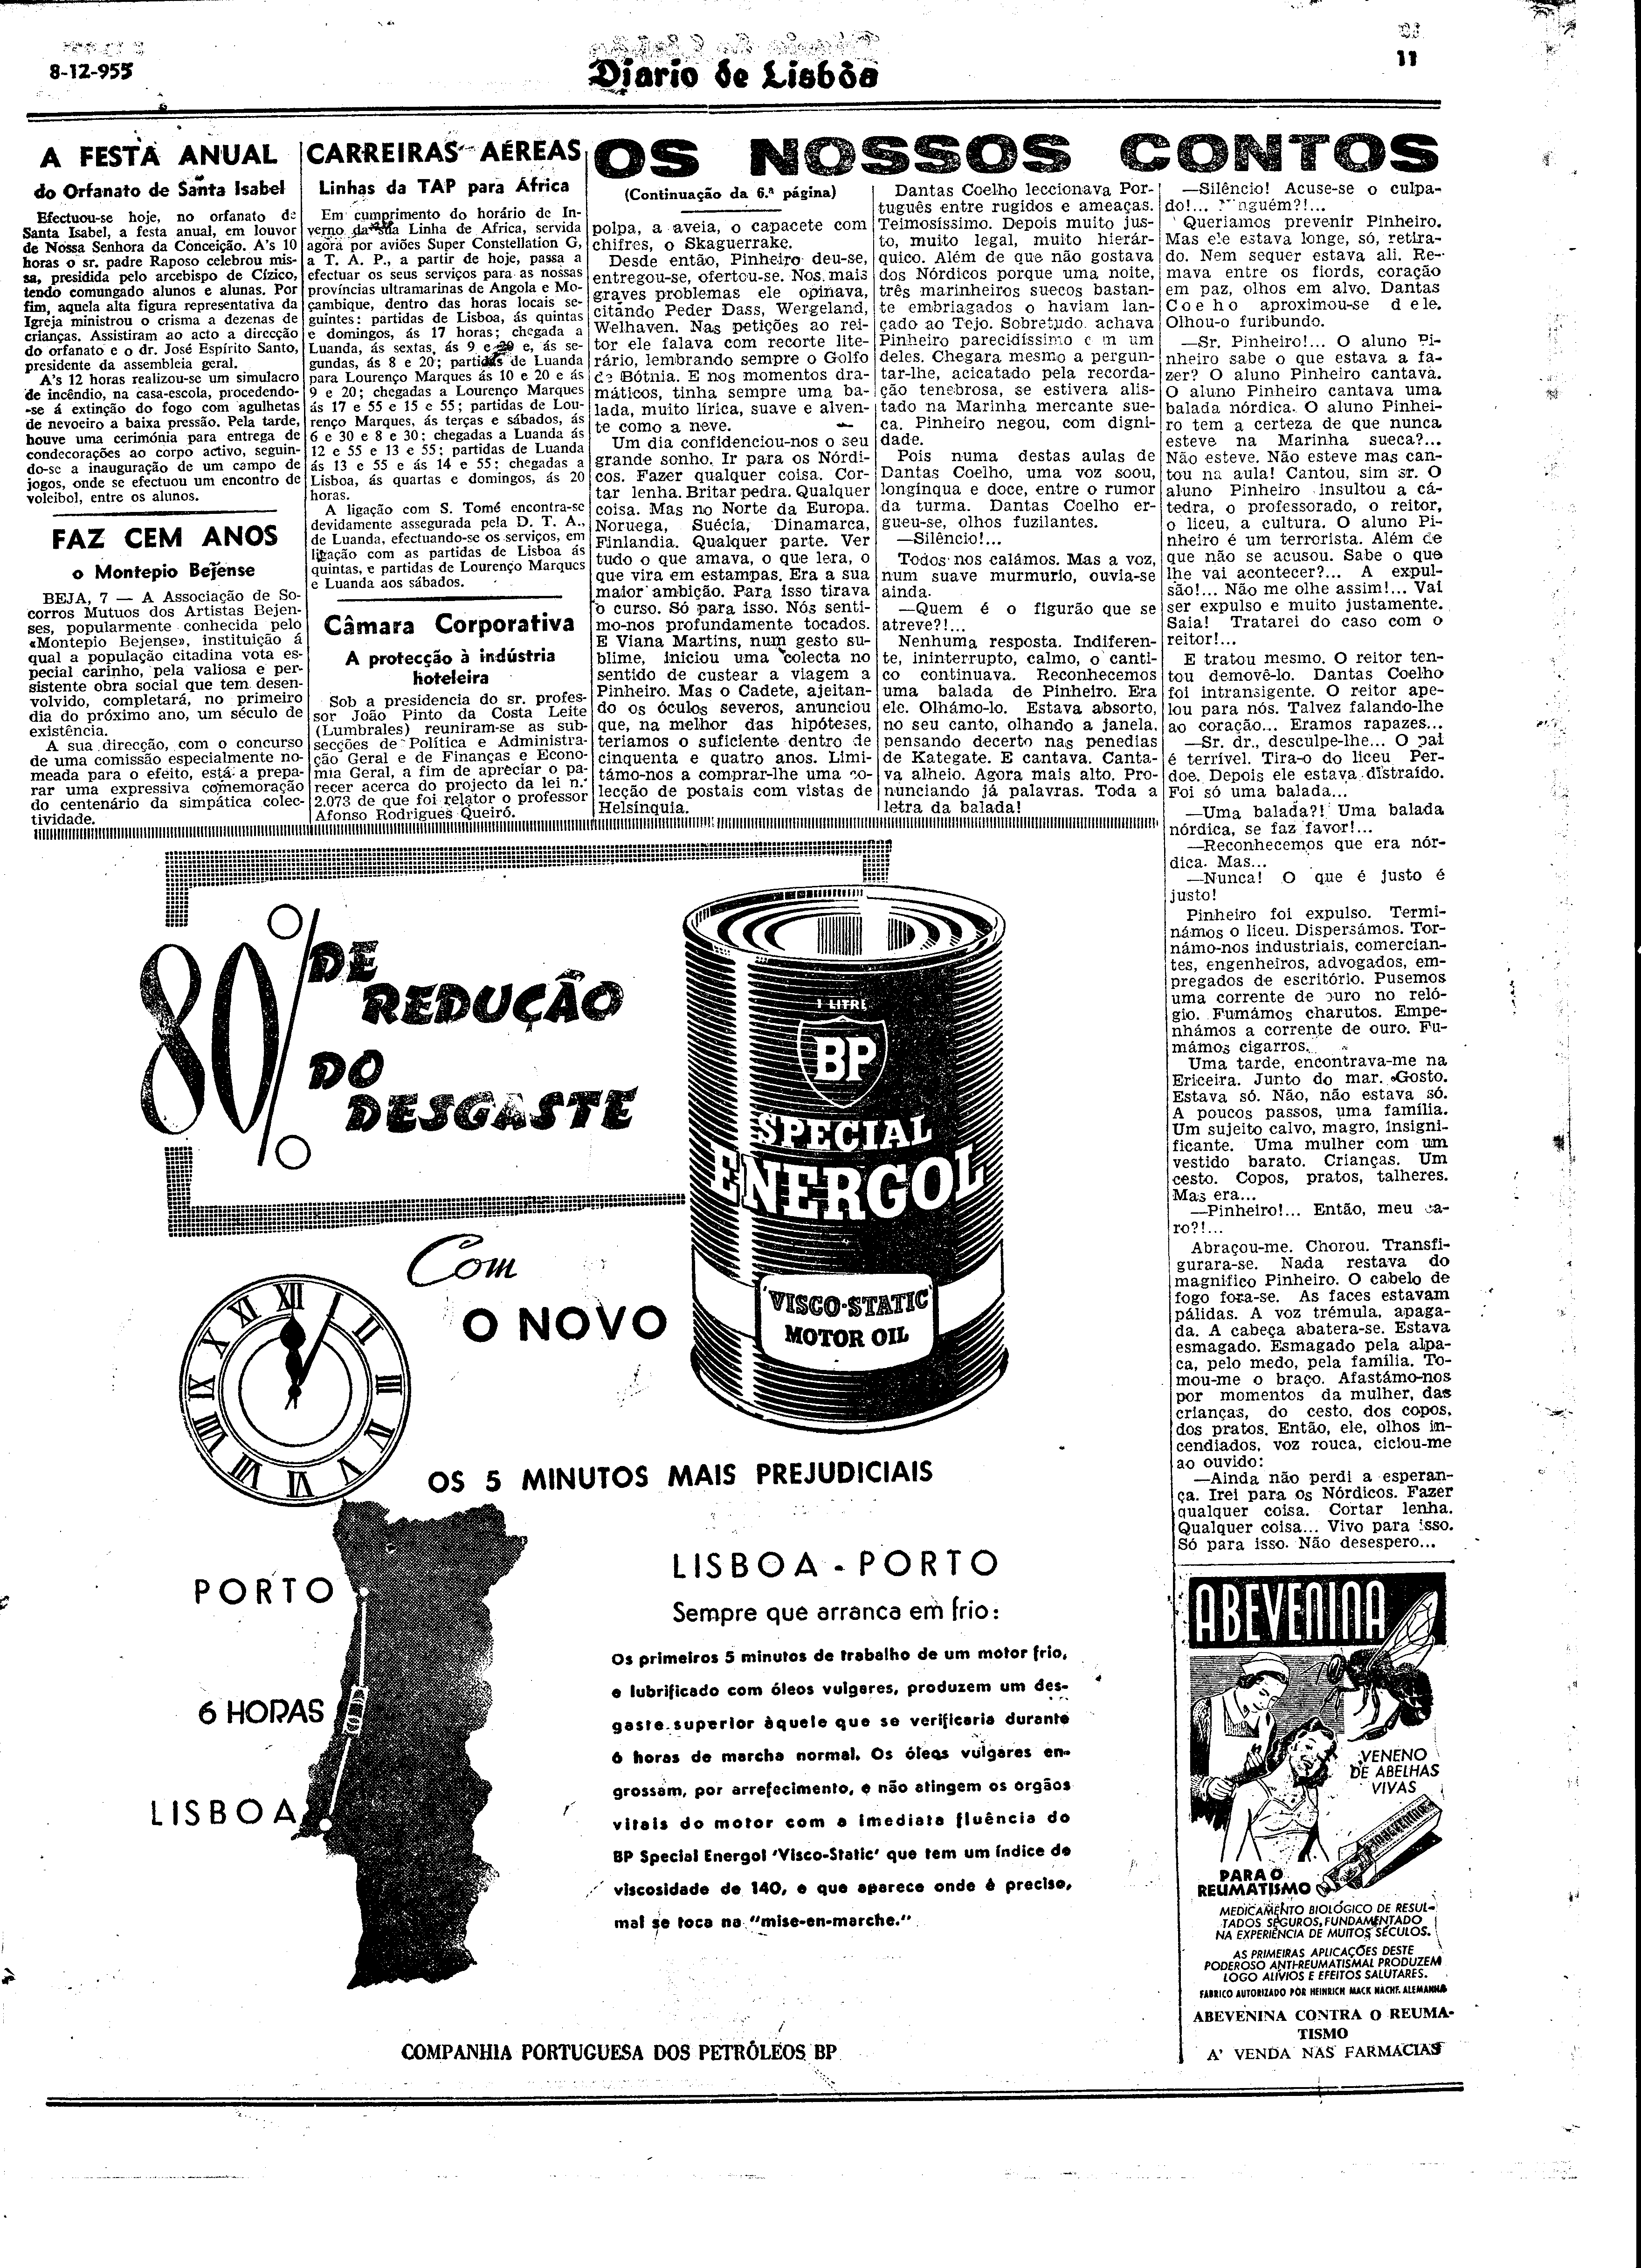 8-12-955
Diario de Lisbôa
11
A FESTA ANUAL
do Orfanato de Santa Isabel
Efectuou-se hoje, no orfanato de
Santa Isabel, a festa anual, em louvor
de Nossa Senhora da Conceição. A's 10
horas o sr. padre Raposo celebrou mis-
sa, presidida pelo arcebispo de Cízico,
tendo comungado alunos e alunas. Por
fim, aquela alta figura representativa da
Igreja ministrou o crisma a dezenas de
crianças. Assistiram ao acto a direcção
do orfanato e o dr. José Espírito Santo,
presidente da assembleia geral.
A's 12 horas realizou-se um simulacro
de incêndio, na casa-escola, procedendo-
-se á extinção do fogo com agulhetas
de nevoeiro a baixa pressão. Pela tarde,
houve uma cerimónia para entrega de
condecorações ao corpo activo, seguin-
do-se a inauguração de um campo de
jogos, onde se efectuou um encontro de
voleibol, entre os alunos.
FAZ CEM ANOS
o Montepio Bejense
BEJA, 7 — A Associação de So-
corros Mutuos dos Artistas Bejen-
ses, popularmente conhecida pelo
«Montepio Bejense», instituição á
qual a população citadina vota es-
pecial carinho, pela valiosa e per-
sistente obra social que tem desen-
volvido, completará, no primeiro
dia do próximo ano, um século de
existência.
A sua direcção, com o concurso
de uma comissão especialmente no-
meada para o efeito, está a prepa-
rar uma expressiva comemoração
do centenário da simpática colec-
tividade.
CARREIRAS AÉREAS
Linhas da TAP para África
Em cumprimento do horário de In-
verno da sua Linha de Africa, servida
agora por aviões Super Constellation G,
a T. A. P., a partir de hoje, passa a
efectuar os seus serviços para as nossas
províncias ultramarinas de Angola e Mo-
çambique, dentro das horas locais se-
guintes: partidas de Lisboa, ás quintas
e domingos, ás 17 horas; chegada a
Luanda, ás sextas, ás 9 e e, ás se-
gundas, ás 8 e 20; partidas de Luanda
para Lourenço Marques ás 10 e 20 e ás
9 e 20; chegadas a Lourenço Marques
ás 17 e 55 e 15 e 55; partidas de Lou-
renço Marques, ás terças e sábados, ás
6 e 30 e 8 e 30; chegadas a Luanda ás
12 e 55 e 13 e 55; partidas de Luanda
ás 13 e 55 e ás 14 e 55; chegadas a
Lisboa, ás quartas e domingos, ás 20
horas.
A ligação com S. Tomé encontra-se
devidamente assegurada pela D. T. A.,
de Luanda, efectuando-se os serviços, em
ligação com as partidas de Lisboa ás
quintas, e partidas de Lourenço Marques
e Luanda aos sábados.
Câmara Corporativa
A protecção à indústria
hoteleira
Sob a presidencia do sr. profes-
sor João Pinto da Costa Leite
(Lumbrales) reuniram-se as sub-
secções de Política e Administra-
ção Geral e de Finanças e Econo-
mia Geral, a fim de apreciar o pa-
recer acerca do projecto da lei n.º
2.073 de que foi relator o professor
Afonso Rodrigues Queiró.
OS NOSSOS CONTOS
(Continuação da 6.ª página)
polpa, a aveia, o capacete com
chifres, o Skaguerrake.
Desde então, Pinheiro deu-se,
entregou-se, ofertou-se. Nos mais
graves problemas ele opinava,
citándo Peder Dass, Wergeland,
Welhaven. Nas petições ao rei-
tor ele falava com recorte lite-
rário, lembrando sempre o Golfo
de Bótnia. E nos momentos dra-
máticos, tinha sempre uma ba-
lada, muito lírica, suave e alven-
te como a neve.
Um dia confidenciou-nos o seu
grande sonho. Ir para os Nórdi-
cos. Fazer qualquer coisa. Cor-
tar lenha. Britar pedra. Qualquer
coisa. Mas no Norte da Europa.
Noruega, Suécia, Dinamarca,
Finlandia. Qualquer parte. Ver
tudo o que amava, o que lera, o
que vira em estampas. Era a sua
maior ambição. Para isso tirava
o curso. Só para isso. Nós senti-
mo-nos profundamente tocados.
E Viana Martins, num gesto su-
blime, iniciou uma colecta no
sentido de custear a viagem a
Pinheiro. Mas o Cadete, ajeitan-
do os óculos severos, anunciou
que, na melhor das hipóteses,
teriamos o suficiente dentro de
cinquenta e quatro anos. Limi-
támo-nos a comprar-lhe uma co-
lecção de postais com vistas de
Helsínquia.
Dantas Coelho leccionava Por-
tuguês entre rugidos e ameaças.
Teimosíssimo. Depois muito jus-
to, muito legal, muito hierár-
quico. Além de que não gostava
dos Nórdicos porque uma noite,
três marinheiros suecos bastan-
te embriagados o haviam lan-
çado ao Tejo. Sobretudo achava
Pinheiro parecidíssimo com um
deles. Chegara mesmo a pergun-
tar-lhe, acicatado pela recorda-
ção tenebrosa, se estivera alis-
tado na Marinha mercante sue-
ca. Pinheiro negou, com digni-
dade.
Pois numa destas aulas de
Dantas Coelho, uma voz soou,
longínqua e doce, entre o rumor
da turma. Dantas Coelho er-
gueu-se, olhos fuzilantes.
—Silêncio!...
Todos nos calámos. Mas a voz,
num suave murmurio, ouvia-se
ainda.
—Quem é o figurão que se
atreve?!...
Nenhuma resposta. Indiferen-
te, ininterrupto, calmo, o canti-
co continuava. Reconhecemos
uma balada de Pinheiro. Era
ele. Olhámo-lo. Estava absorto,
no seu canto, olhando a janela,
pensando decerto nas penedias
de Kategate. E cantava. Canta-
va alheio. Agora mais alto. Pro-
nunciando já palavras. Toda a
letra da balada!
—Silêncio! Acuse-se o culpa-
do!... Ninguém?!...
Queriamos prevenir Pinheiro.
Mas ele estava longe, só, retira-
do. Nem sequer estava ali. Re-
mava entre os fiords, coração
em paz, olhos em alvo. Dantas
Coeho aproximou-se dele.
Olhou-o furibundo.
—Sr. Pinheiro!... O aluno Pi-
nheiro sabe o que estava a fa-
zer? O aluno Pinheiro cantava.
O aluno Pinheiro cantava uma
balada nórdica. O aluno Pinhei-
ro tem a certeza de que nunca
esteve na Marinha sueca?...
Não esteve. Não esteve mas can-
tou na aula! Cantou, sim sr. O
aluno Pinheiro insultou a cá-
tedra, o professorado, o reitor,
o liceu, a cultura. O aluno Pi-
nheiro é um terrorista. Além de
que não se acusou. Sabe o que
lhe vai acontecer?... A expul-
são!... Não me olhe assim!... Vai
ser expulso e muito justamente.
Saia! Tratarei do caso com o
reitor!...
E tratou mesmo. O reitor ten-
tou demovê-lo. Dantas Coelho
foi intransigente. O reitor ape-
lou para nós. Talvez falando-lhe
ao coração... Eramos rapazes...
—Sr. dr., desculpe-lhe... O pai
é terrível. Tira-o do liceu Per-
doe. Depois ele estava distraído.
Foi só uma balada...
—Uma balada?! Uma balada
nórdica, se faz favor!...
—Reconhecemos que era nór-
dica. Mas...
—Nunca! O que é justo é
justo!
Pinheiro foi expulso. Termi-
námos o liceu. Dispersámos. Tor-
námo-nos industriais, comercian-
tes, engenheiros, advogados, em-
pregados de escritório. Pusemos
uma corrente de ouro no reló-
gio. Fumámos charutos. Empe-
nhámos a corrente de ouro. Fu-
mámos cigarros.
Uma tarde, encontrava-me na
Ericeira. Junto do mar. Gosto.
Estava só. Não, não estava só.
A poucos passos, uma família.
Um sujeito calvo, magro, insigni-
ficante. Uma mulher com um
vestido barato. Crianças. Um
cesto. Copos, pratos, talheres.
Mas era...
—Pinheiro!... Então, meu ca-
ro?!...
Abraçou-me. Chorou. Transfi-
gurara-se. Nada restava do
magnifico Pinheiro. O cabelo de
fogo fora-se. As faces estavam
pálidas. A voz trémula, apaga-
da. A cabeça abatera-se. Estava
esmagado. Esmagado pela alpa-
ca, pelo medo, pela família. To-
mou-me o braço. Afastámo-nos
por momentos da mulher, das
crianças, do cesto, dos copos,
dos pratos. Então, ele, olhos in-
cendiados, voz rouca, ciclou-me
ao ouvido:
—Ainda não perdi a esperan-
ça. Irei para os Nórdicos. Fazer
qualquer coisa. Cortar lenha.
Qualquer coisa... Vivo para isso.
Só para isso. Não desespero...
80% DE
REDUÇÃO
DO
DESGASTE
1 LITRE
BP
SPECIAL
ENERGOL
'VISCO-STATIC'
MOTOR OIL
Com
O NOVO
XII I II III IV V VI VII VIII IX X XI
OS 5 MINUTOS MAIS PREJUDICIAIS
PORTO
6 HORAS
LISBOA
LISBOA - PORTO
Sempre que arranca em frio:
Os primeiros 5 minutos de trabalho de um motor frio,
e lubrificado com óleos vulgares, produzem um des-
gaste superior àquele que se verificaria durante
6 horas de marcha normal. Os óleos vulgares en-
grossam, por arrefecimento, e não atingem os orgãos
vitais do motor com a imediata fluência do
BP Special Energol 'Visco-Static' que tem um índice de
viscosidade de 140, e que aparece onde é preciso,
mal se toca na "mise-en-marche."
COMPANHIA PORTUGUESA DOS PETRÓLEOS BP
ABEVENINA
VENENO
DE ABELHAS
VIVAS
ABEVENINA
PARA O
REUMATISMO
MEDICAMENTO BIOLÓGICO DE RESUL-
TADOS SEGUROS, FUNDAMENTADO
NA EXPERIÊNCIA DE MUITOS SÉCULOS.
AS PRIMEIRAS APLICAÇÕES DESTE
PODEROSO ANTI-REUMATISMAL PRODUZEM
LOGO ALÍVIOS E EFEITOS SALUTARES.
FABRICO AUTORIZADO POR HEINRICH MACK NACHF. ALEMANHA
ABEVENINA CONTRA O REUMA-
TISMO
A' VENDA NAS FARMACIAS